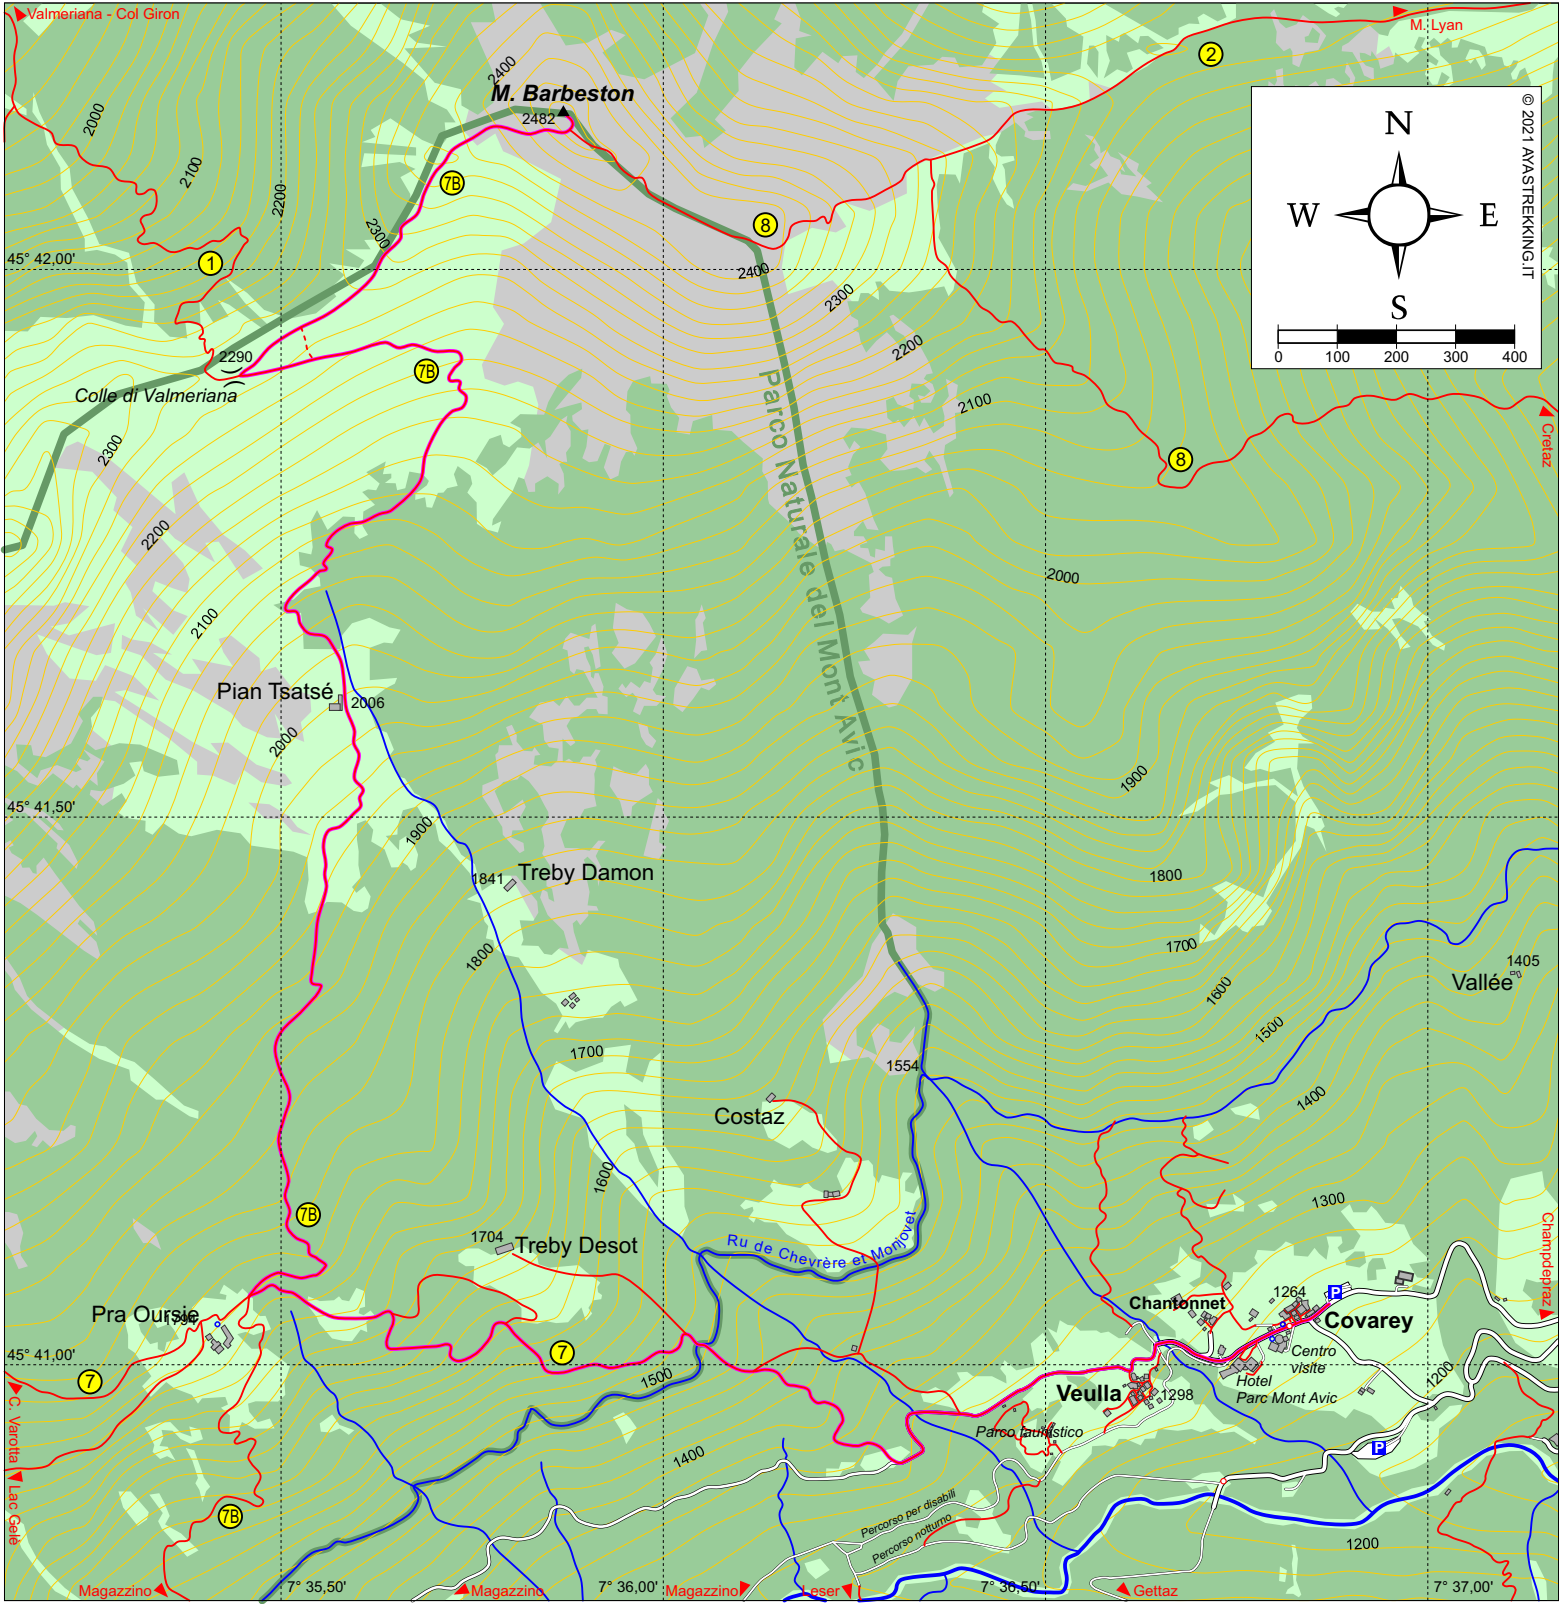 Valmeriana - Col Giron
M. Lyan
2
2400
M. Barbeston
2482
© 2021 AYASTREKKING.IT
N
W
E
S
0 100 200 300 400
2000
2100
2200
7B
2300
8
1
45° 42,00'
2400
2300
2200
2290
7B
Colle di Valmeriana
2100
Cretaz
2300
8
Parco Naturale del Mont Avic
2200
2000
2100
Pian Tsatsé
2006
2000
1900
45° 41,50'
1900
1841
Treby Damon
1800
1800
1700
1405
Vallée
1600
1500
1700
1554
1400
Costaz
1600
1300
7B
Ru de Chevrère et Monjovet
Champdepraz
1704
Treby Desot
1264
P
Chantonnet
Covarey
Pra Oursie
1794
45° 41,00'
7
7
1500
Centro
visite
Hotel
Parc Mont Avic
1200
Veulla
1298
C. Varotta
Parco faunistico
P
1400
Lac Gelè
7B
Percorso per disabili
Percorso notturno
1200
Magazzino
7° 35,50'
Magazzino
7° 36,00'
Magazzino
Leser
7° 36,50'
Gettaz
7° 37,00'